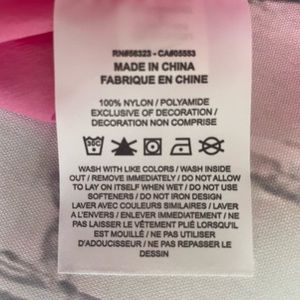 RN#56323 - CA#05553
MADE IN CHINA
FABRIQUE EN CHINE
100% NYLON / POLYAMIDE
EXCLUSIVE OF DECORATION /
DECORATION NON COMPRISE
30C
WASH WITH LIKE COLORS / WASH INSIDE
OUT / REMOVE IMMEDIATELY / DO NOT ALLOW
TO LAY ON ITSELF WHEN WET / DO NOT USE
SOFTENERS / DO NOT IRON DESIGN
LAVER AVEC COULEURS SIMILAIRES / LAVER
A L'ENVERS / ENLEVER IMMEDIATEMENT / NE
PAS LAISSER LE VÊTEMENT PLIÉ LORSQU'IL
EST MOUILLÉ / NE PAS UTILISER
D'ADOUCISSEUR / NE PAS REPASSER LE
DESSIN